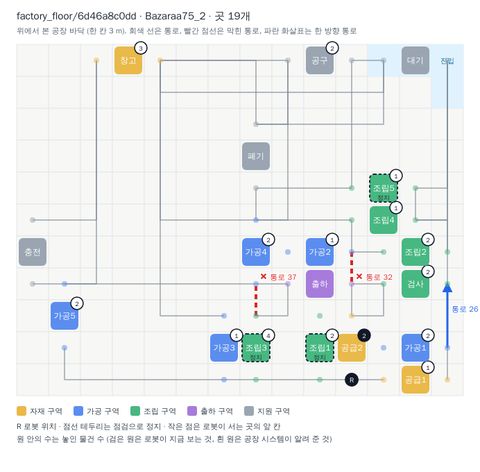 factory_floor/6d46a8c0dd · Bazaraa75_2 · 곳 19개
위에서 본 공장 바닥 (한 칸 3 m). 회색 선은 통로, 빨간 점선은 막힌 통로, 파란 화살표는 한 방향 통로
창고 3
공구 2
대기
진입
폐기
조립5 1
정지
조립4 1
충전
가공4 2
가공2 1
조립2 2
✕ 통로 37
출하
✕ 통로 32
검사 2
통로 26
가공5 2
가공3 1
조립3 4
정지
조립1 2
정지
공급2 2
가공1 2
R
공급1 1
자재 구역
가공 구역
조립 구역
출하 구역
지원 구역
R 로봇 위치 · 점선 테두리는 점검으로 정지 · 작은 점은 로봇이 서는 곳의 앞 칸
원 안의 수는 놓인 물건 수 (검은 원은 로봇이 지금 보는 것, 흰 원은 공장 시스템이 알려 준 것)